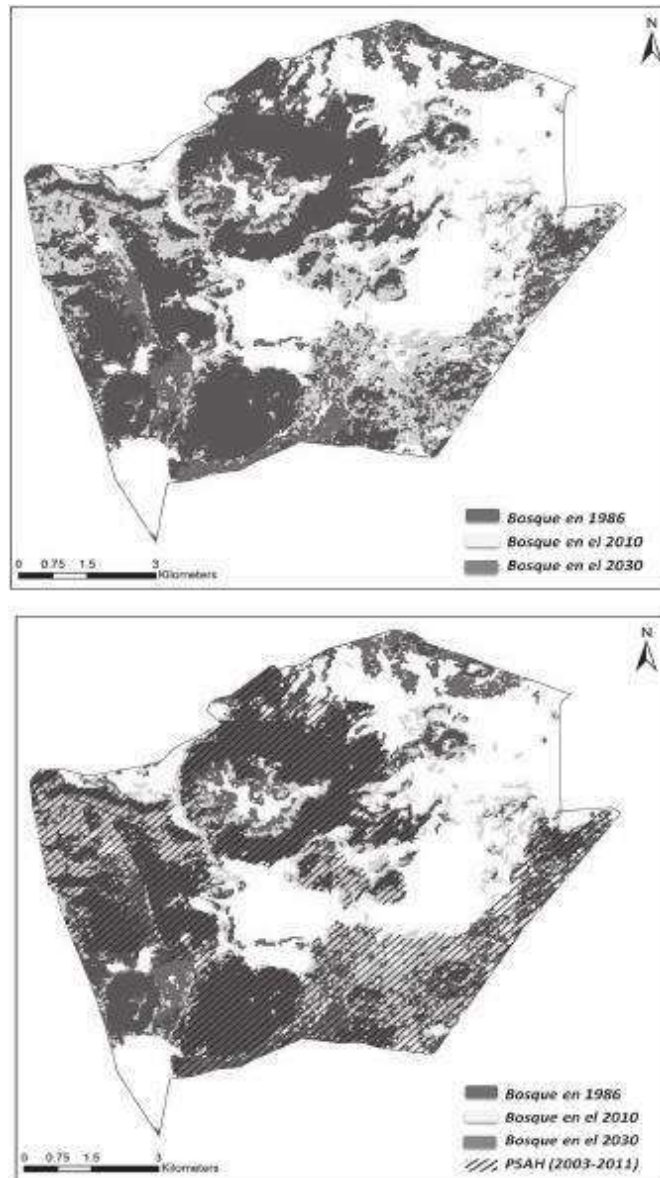 N
Bosque en 1986
Bosque en el 2010
Bosque en el 2030
0 0.75 1.5 3
Kilometers
N
Bosque en 1986
Bosque en el 2010
Bosque en el 2030
PSAH (2003-2011)
0 0.75 1.5 3
Kilometers